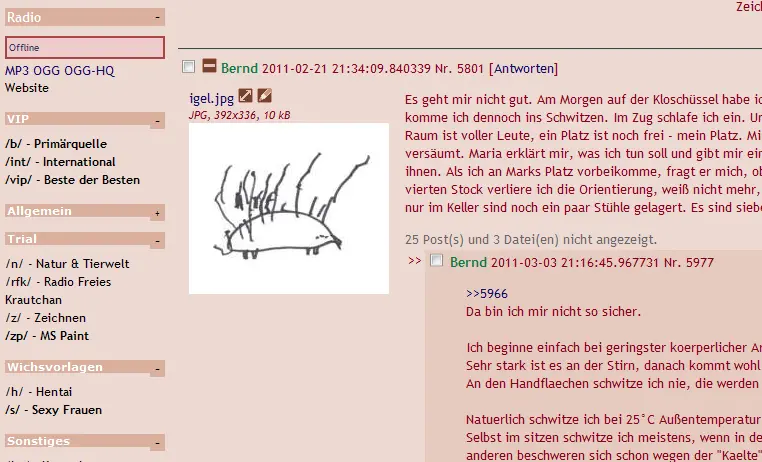 Radio -
Offline
MP3 OGG OGG-HQ
Website
VIP -
/b/ - Primärquelle
/int/ - International
/vip/ - Beste der Besten
Allgemein +
Trial -
/n/ - Natur & Tierwelt
/rfk/ - Radio Freies
Krautchan
/z/ - Zeichnen
/zp/ - MS Paint
Wichsvorlagen -
/h/ - Hentai
/s/ - Sexy Frauen
Sonstiges -
Zeich
Bernd 2011-02-21 21:34:09.840339 Nr. 5801 [Antworten]
igel.jpg
JPG, 392x336, 10 kB
Es geht mir nicht gut. Am Morgen auf der Kloschüssel habe
komme ich dennoch ins Schwitzen. Im Zug schlafe ich ein.
Raum ist voller Leute, ein Platz ist noch frei - mein Platz.
versäumt. Maria erklärt mir, was ich tun soll und gibt mir
ihnen. Als ich an Marks Platz vorbeikomme, fragt er mich,
vierten Stock verliere ich die Orientierung, weiß nicht mehr,
nur im Keller sind noch ein paar Stühle gelagert. Es sind
25 Post(s) und 3 Datei(en) nicht angezeigt.
>> Bernd 2011-03-03 21:16:45.967731 Nr. 5977
>>5966
Da bin ich mir nicht so sicher.
Ich beginne einfach bei geringster koerperlicher
Sehr stark ist es an der Stirn, danach kommt wohl
An den Handflaechen schwitze ich nie, die werden
Natuerlich schwitze ich bei 25°C Außentemperatur
Selbst im sitzen schwitze ich meistens, wenn in
anderen beschweren sich schon wegen der "Kaelte"